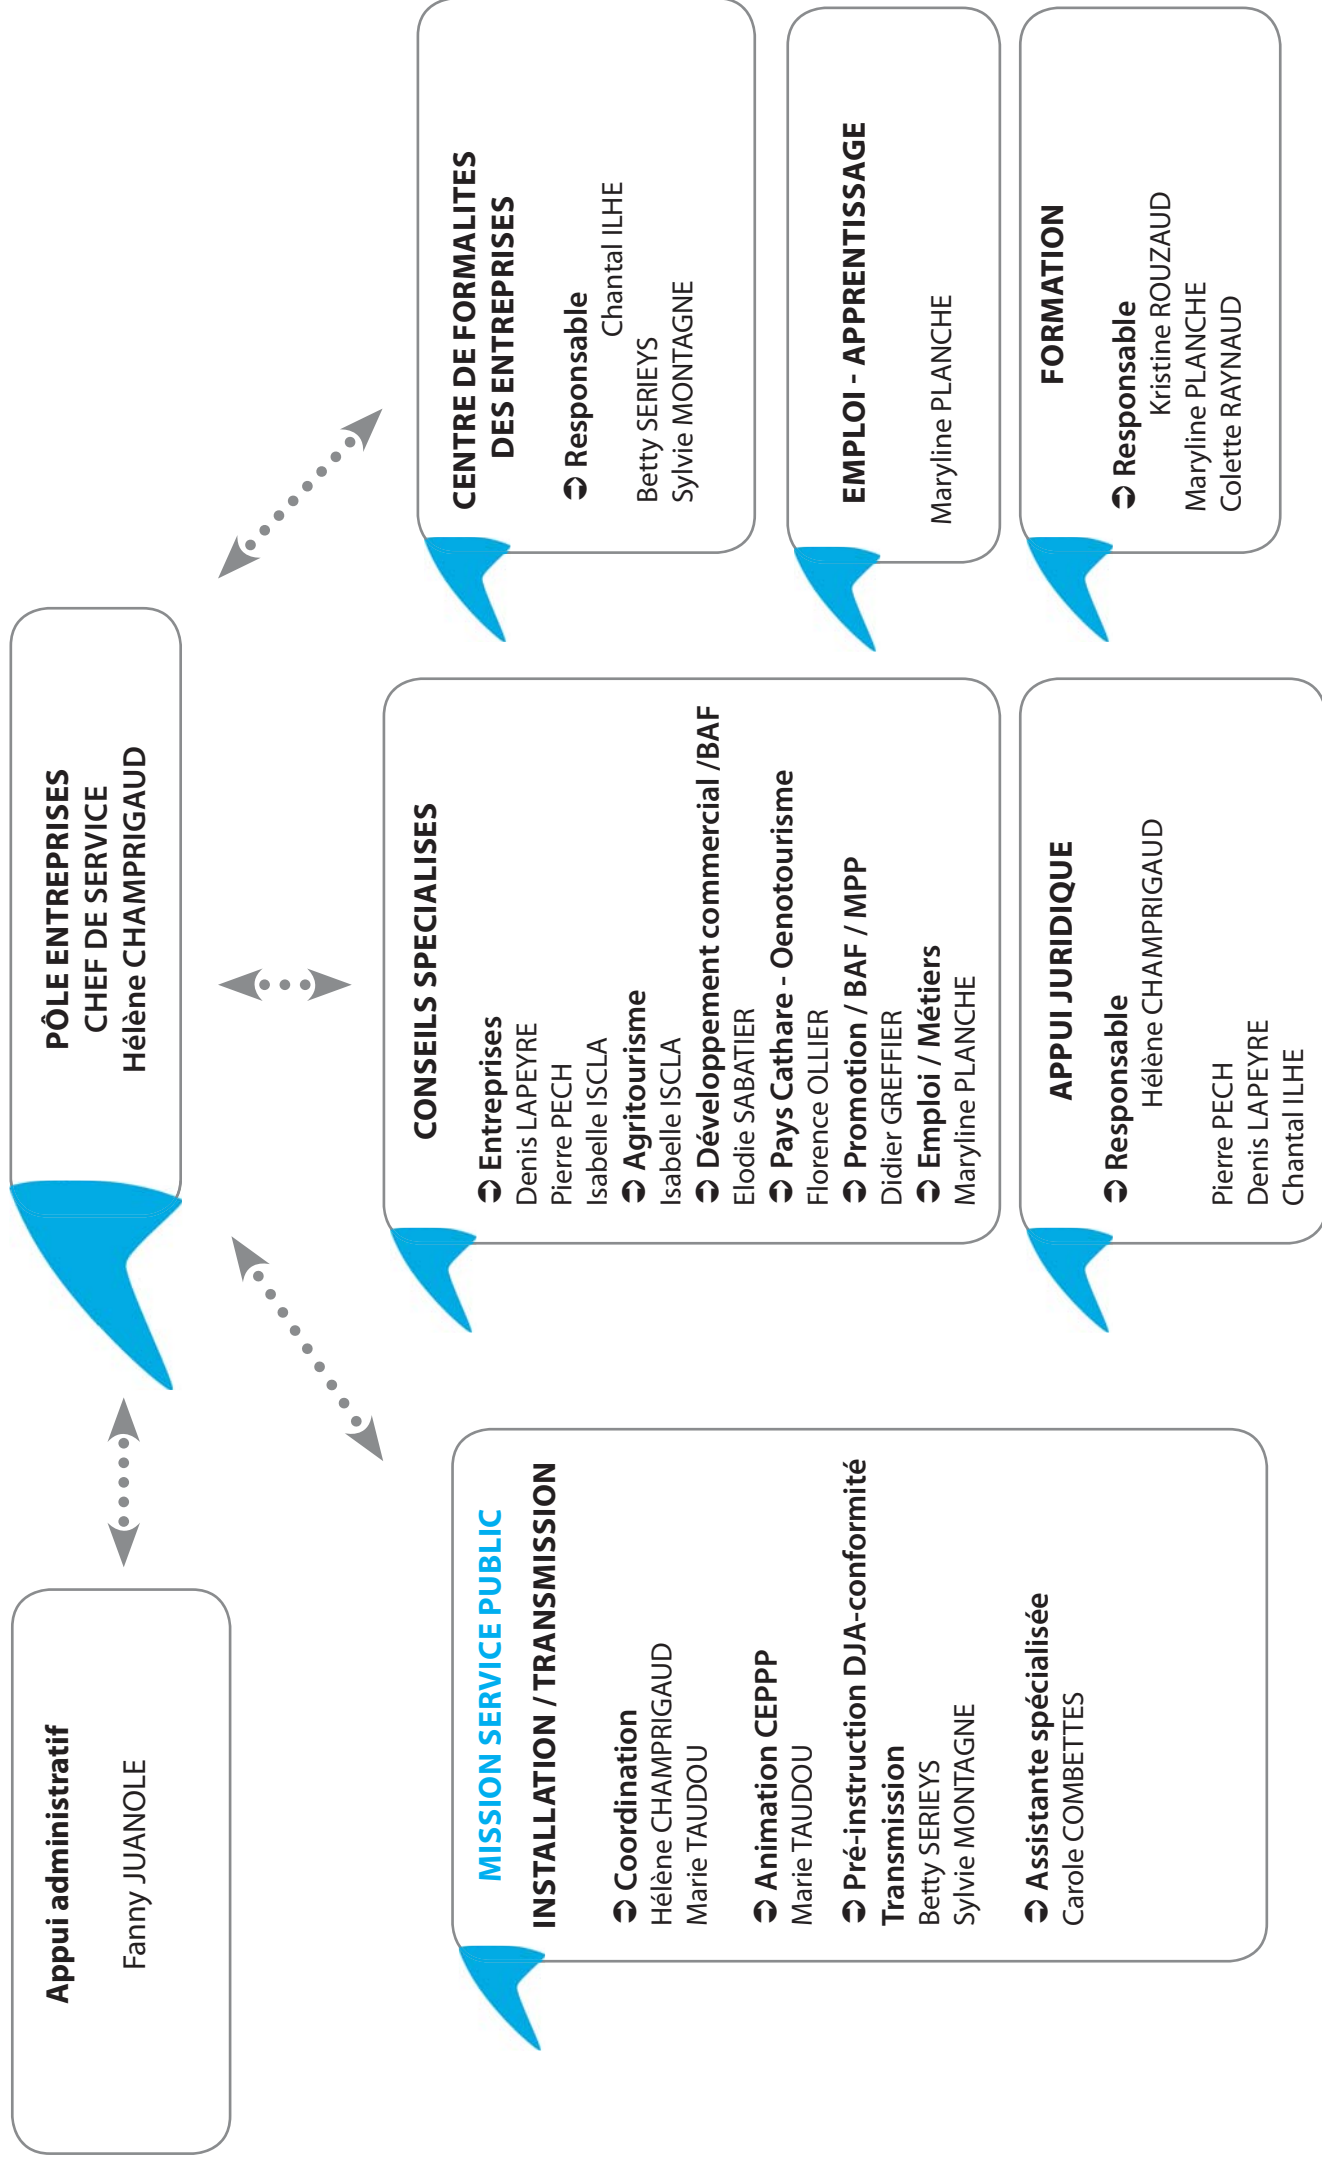 Appui administratif
Fanny JUANOLE
PÔLE ENTREPRISES
CHEF DE SERVICE
Hélène CHAMPRIGAUD
MISSION SERVICE PUBLIC
INSTALLATION / TRANSMISSION
➲ Coordination
Hélène CHAMPRIGAUD
Marie TAUDOU
➲ Animation CEPPP
Marie TAUDOU
➲ Pré-instruction DJA-conformité
Transmission
Betty SERIEYS
Sylvie MONTAGNE
➲ Assistante spécialisée
Carole COMBETTES
CONSEILS SPECIALISES
➲ Entreprises
Denis LAPEYRE
Pierre PECH
Isabelle ISCLA
➲ Agritourisme
Isabelle ISCLA
➲ Développement commercial /BAF
Elodie SABATIER
➲ Pays Cathare - Oenotourisme
Florence OLLIER
➲ Promotion / BAF / MPP
Didier GREFFIER
➲ Emploi / Métiers
Maryline PLANCHE
APPUI JURIDIQUE
➲ Responsable
Hélène CHAMPRIGAUD
Pierre PECH
Denis LAPEYRE
Chantal ILHE
CENTRE DE FORMALITES
DES ENTREPRISES
➲ Responsable
Chantal ILHE
Betty SERIEYS
Sylvie MONTAGNE
EMPLOI - APPRENTISSAGE
Maryline PLANCHE
FORMATION
➲ Responsable
Kristine ROUZAUD
Maryline PLANCHE
Colette RAYNAUD